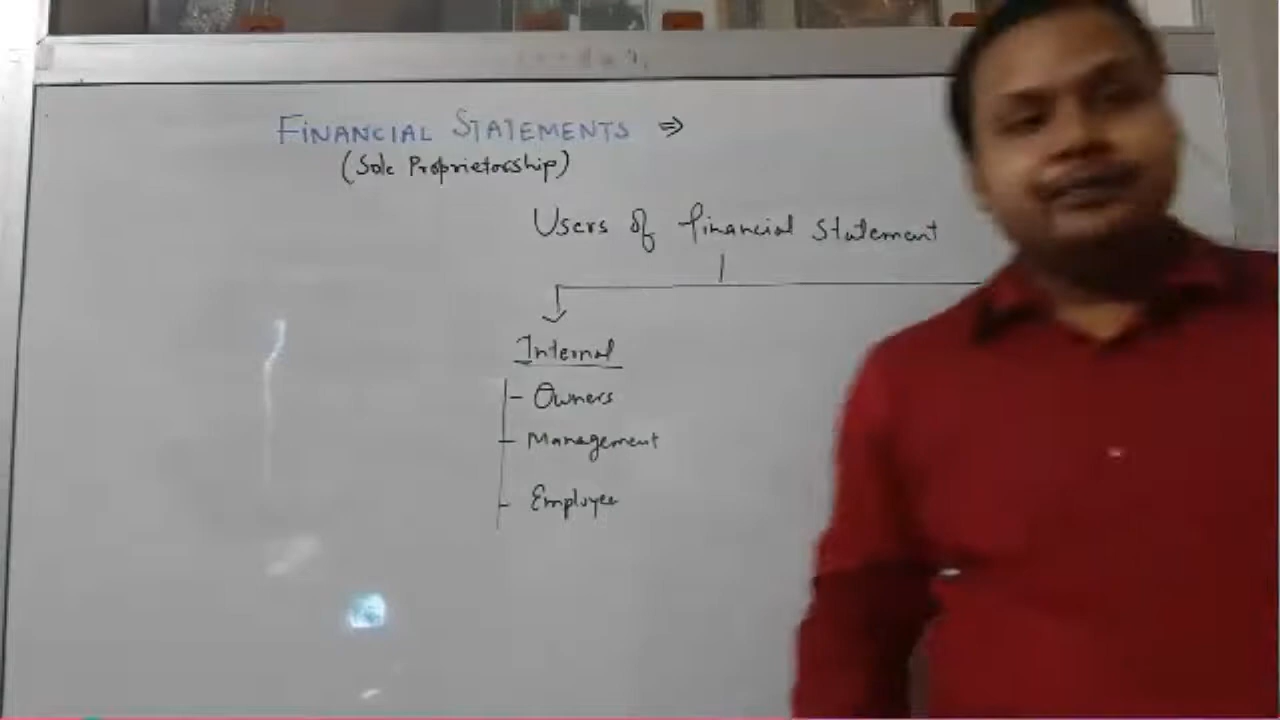 FINANCIAL STATEMENTS ⇒
(Sole Proprietorship)
Users of financial statement
Internal
- Owners
- Management
- Employee